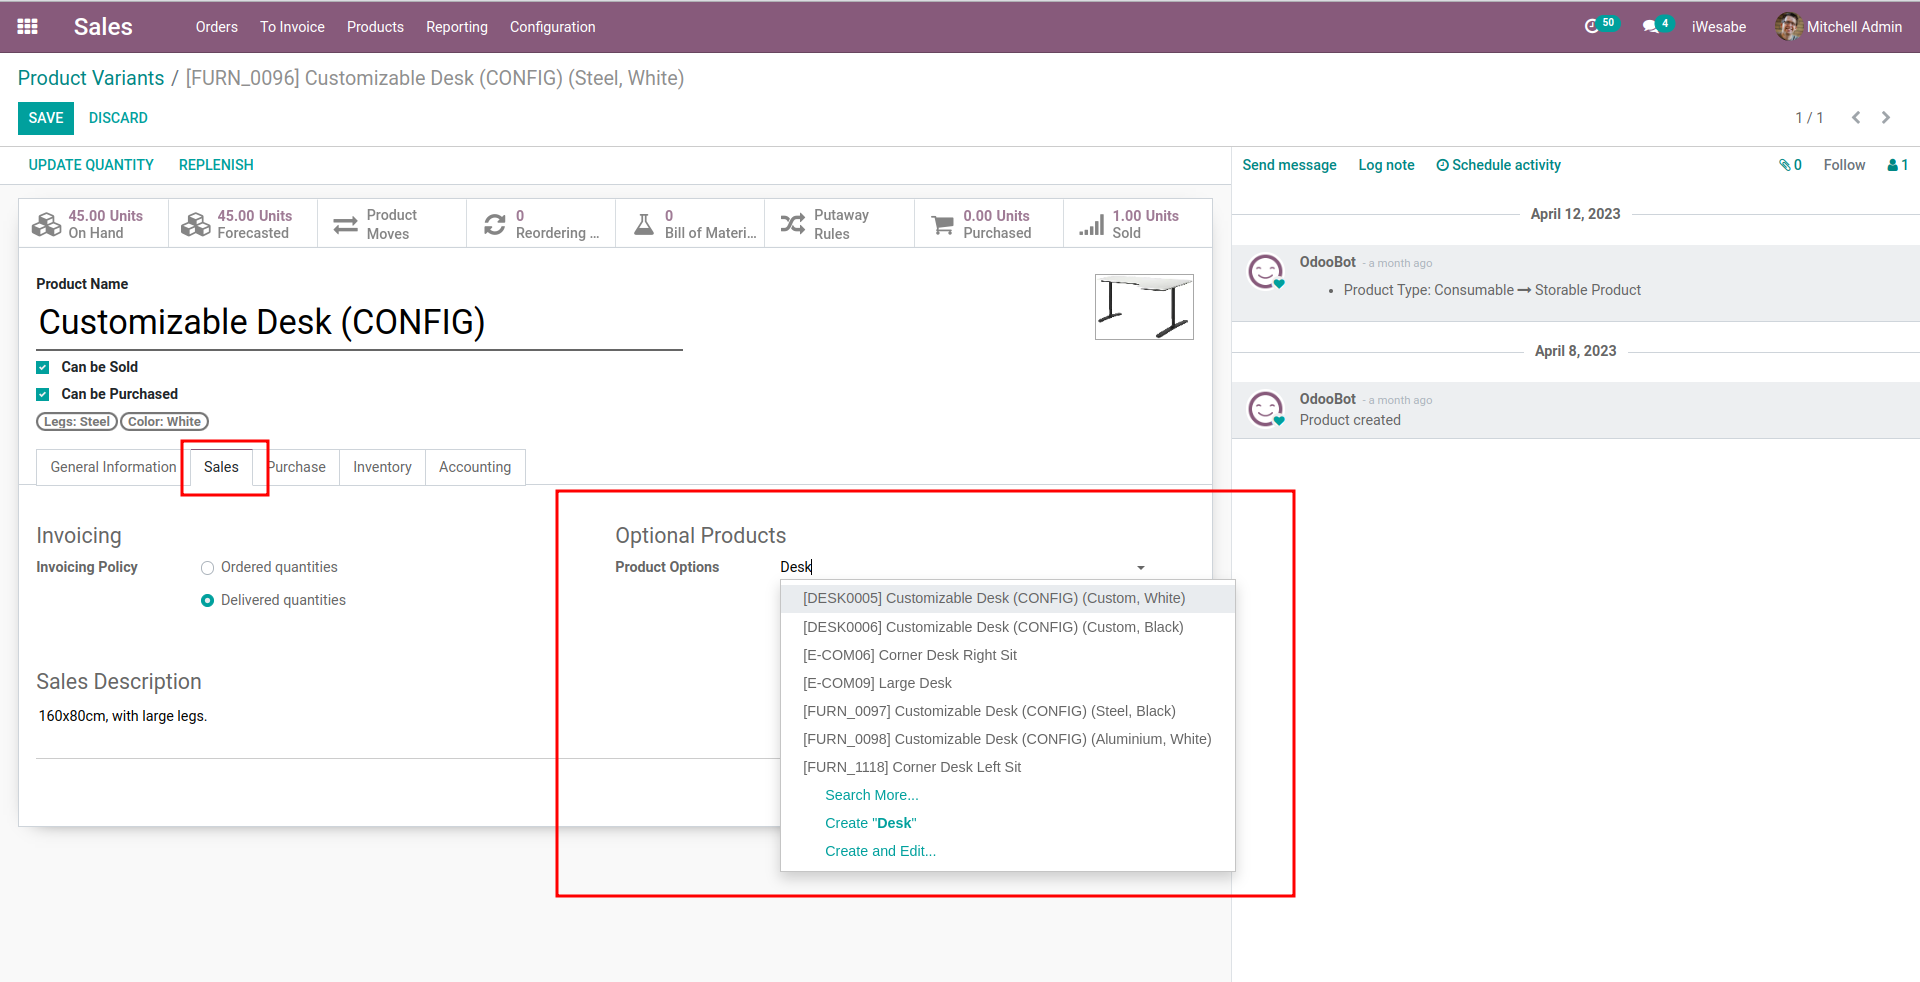 Sales Orders To Invoice Products Reporting Configuration 50 4 iWesabe Mitchell Admin
Product Variants / [FURN_0096] Customizable Desk (CONFIG) (Steel, White)
SAVE DISCARD 1 / 1
UPDATE QUANTITY REPLENISH
45.00 Units
On Hand
45.00 Units
Forecasted
Product
Moves
0
Reordering ...
0
Bill of Materi...
Putaway
Rules
0.00 Units
Purchased
1.00 Units
Sold
Product Name
Customizable Desk (CONFIG)
Can be Sold
Can be Purchased
Legs: Steel Color: White
General Information Sales Purchase Inventory Accounting
Invoicing
Invoicing Policy Ordered quantities
Delivered quantities
Sales Description
160x80cm, with large legs.
Optional Products
Product Options Desk
[DESK0005] Customizable Desk (CONFIG) (Custom, White)
[DESK0006] Customizable Desk (CONFIG) (Custom, Black)
[E-COM06] Corner Desk Right Sit
[E-COM09] Large Desk
[FURN_0097] Customizable Desk (CONFIG) (Steel, Black)
[FURN_0098] Customizable Desk (CONFIG) (Aluminium, White)
[FURN_1118] Corner Desk Left Sit
Search More...
Create "Desk"
Create and Edit...
Send message Log note Schedule activity 0 Follow 1
April 12, 2023
OdooBot - a month ago
• Product Type: Consumable → Storable Product
April 8, 2023
OdooBot - a month ago
Product created